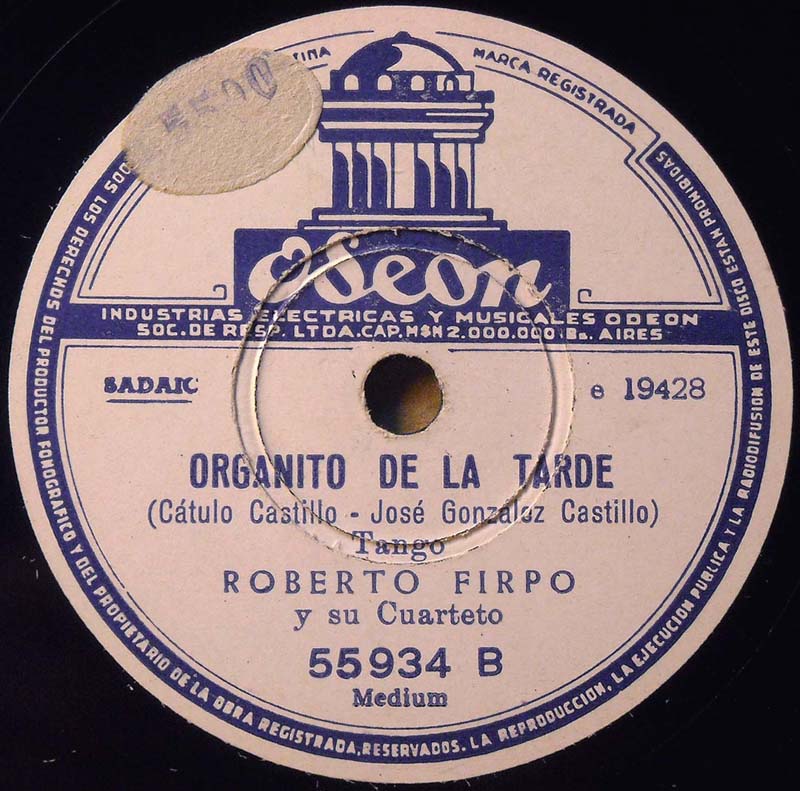 MARCA REGISTRADA
Odeon
INDUSTRIAS ELECTRICAS Y MUSICALES ODEON
SOC. DE RESP. LTDA. CAP. M$N 2.000.000 Bs. AIRES
SADAIC
e 19428
ORGANITO DE LA TARDE
(Cátulo Castillo - José González Castillo)
Tango
ROBERTO FIRPO
y su Cuarteto
55934 B
Medium
LOS DERECHOS DEL PRODUCTOR FONOGRAFICO Y DEL PROPIETARIO DE LA OBRA REGISTRADA, RESERVADOS. LA REPRODUCCION, LA EJECUCION PUBLICA Y LA RADIODIFUSION DE ESTE DISCO ESTAN PROHIBIDAS